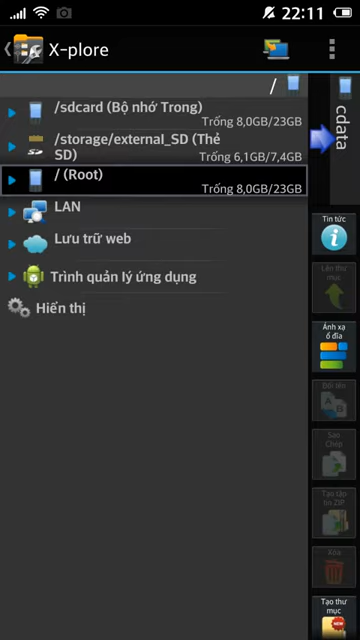 22:11
X-plore
/
/sdcard (Bộ nhớ Trong)
Trống 8,0GB/23GB
/storage/external_SD (Thẻ
SD)
Trống 6,1GB/7,4GB
/ (Root)
Trống 8,0GB/23GB
LAN
Lưu trữ web
Trình quản lý ứng dụng
Hiển thị
cdata
Tin tức
Lên thư
mục
Ánh xạ
ổ đĩa
Đổi tên
Sao
Chép
Tạo tập
tin ZIP
Xóa
Tạo thư
mục
NEW